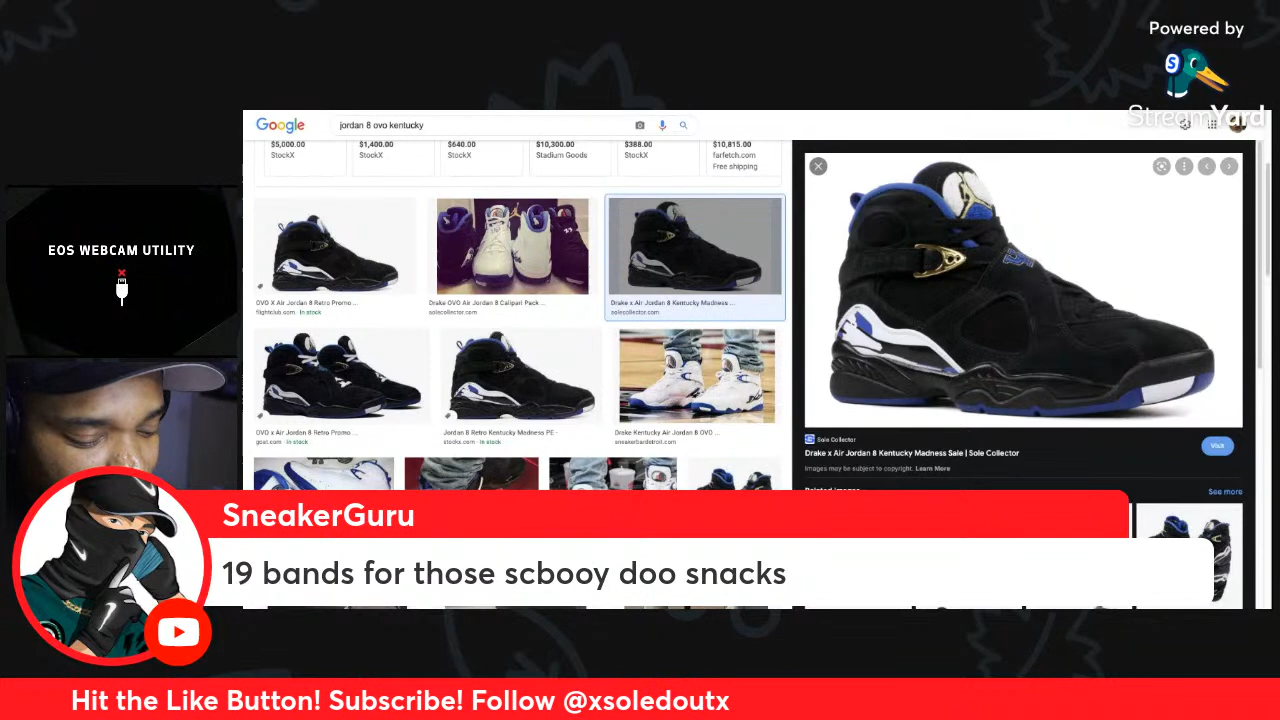 Powered by
StreamYard
Google
jordan 8 ovo kentucky
$5,000.00
StockX
$1,400.00
StockX
$640.00
StockX
$10,300.00
Stadium Goods
$388.00
StockX
$10,815.00
farfetch.com
Free shipping
EOS WEBCAM UTILITY
OVO X Air Jordan 8 Retro Promo ...
flightclub.com · In stock
Drake OVO Air Jordan 8 Calipari Pack ...
solecollector.com
Drake x Air Jordan 8 Kentucky Madness ...
solecollector.com
OVO x Air Jordan 8 Retro Promo ...
goat.com · In stock
Jordan 8 Retro Kentucky Madness PE -
stockx.com · In stock
Drake Kentucky Air Jordan 8 OVO ...
sneakerbardetroit.com
Sole Collector
Drake x Air Jordan 8 Kentucky Madness Sale | Sole Collector
Images may be subject to copyright. Learn More
Visit
Related images
See more
SneakerGuru
19 bands for those scbooy doo snacks
Hit the Like Button! Subscribe! Follow @xsoledoutx